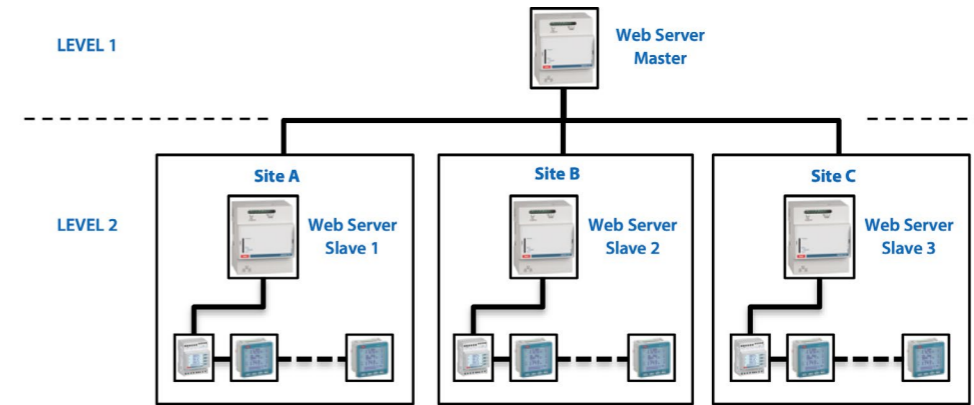 LEVEL 1
Web Server
Master
Site A
Site B
Site C
LEVEL 2
Web Server
Slave 1
Web Server
Slave 2
Web Server
Slave 3